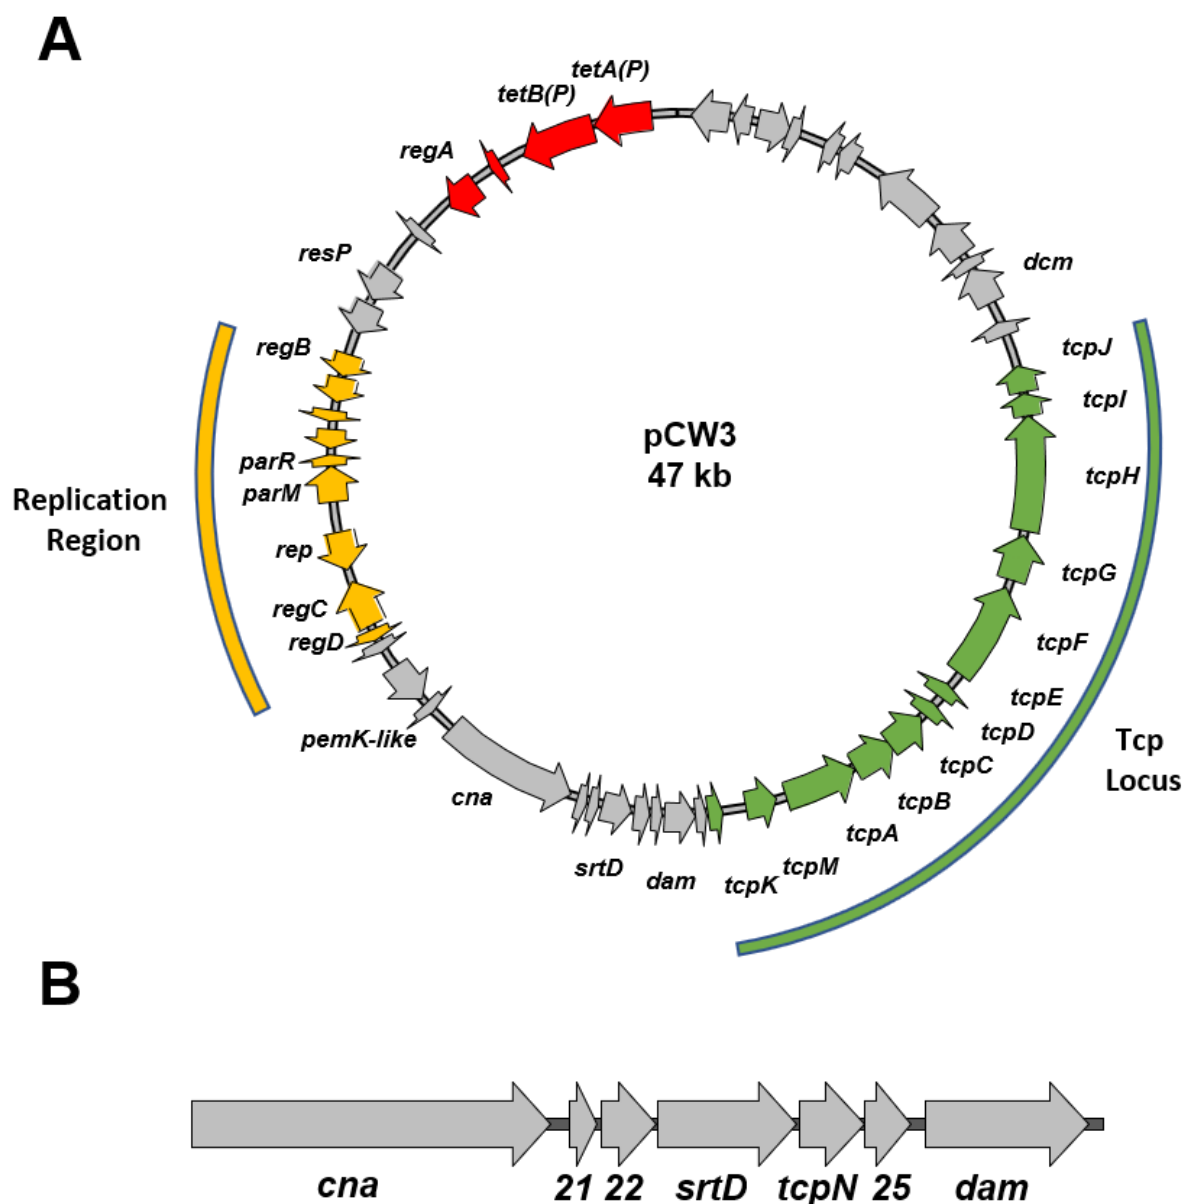 A
tetA(P)
tetB(P)
regA
resP
dcm
regB
tcpJ
tcpI
pCW3
47 kb
parR
tcpH
parM
Replication
Region
rep
tcpG
regC
regD
tcpF
tcpE
tcpD
pemK-like
Tcp
Locus
tcpC
cna
tcpB
tcpA
srtD
dam
tcpK
tcpM
B
cna 21 22 srtD tcpN 25 dam